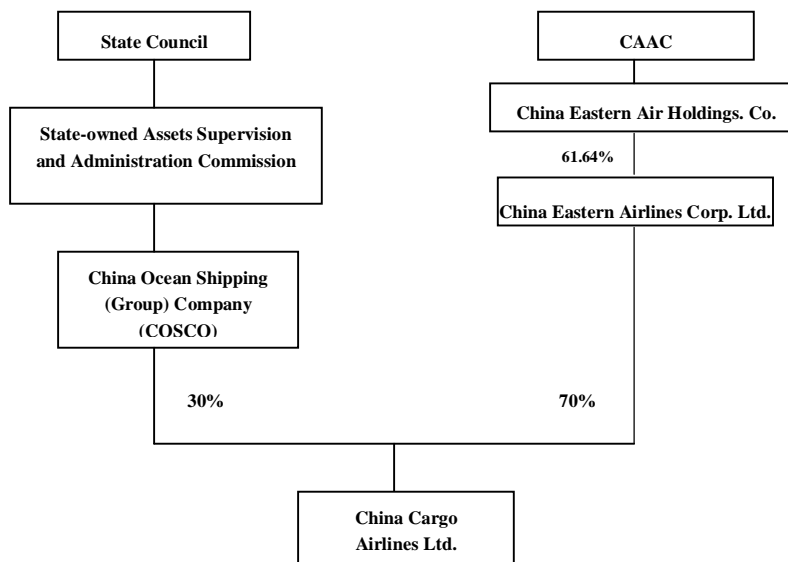 State Council
CAAC
China Eastern Air Holdings. Co.
State-owned Assets Supervision
and Administration Commission
61.64%
China Eastern Airlines Corp. Ltd.
China Ocean Shipping
(Group) Company
(COSCO)
30%
70%
China Cargo
Airlines Ltd.